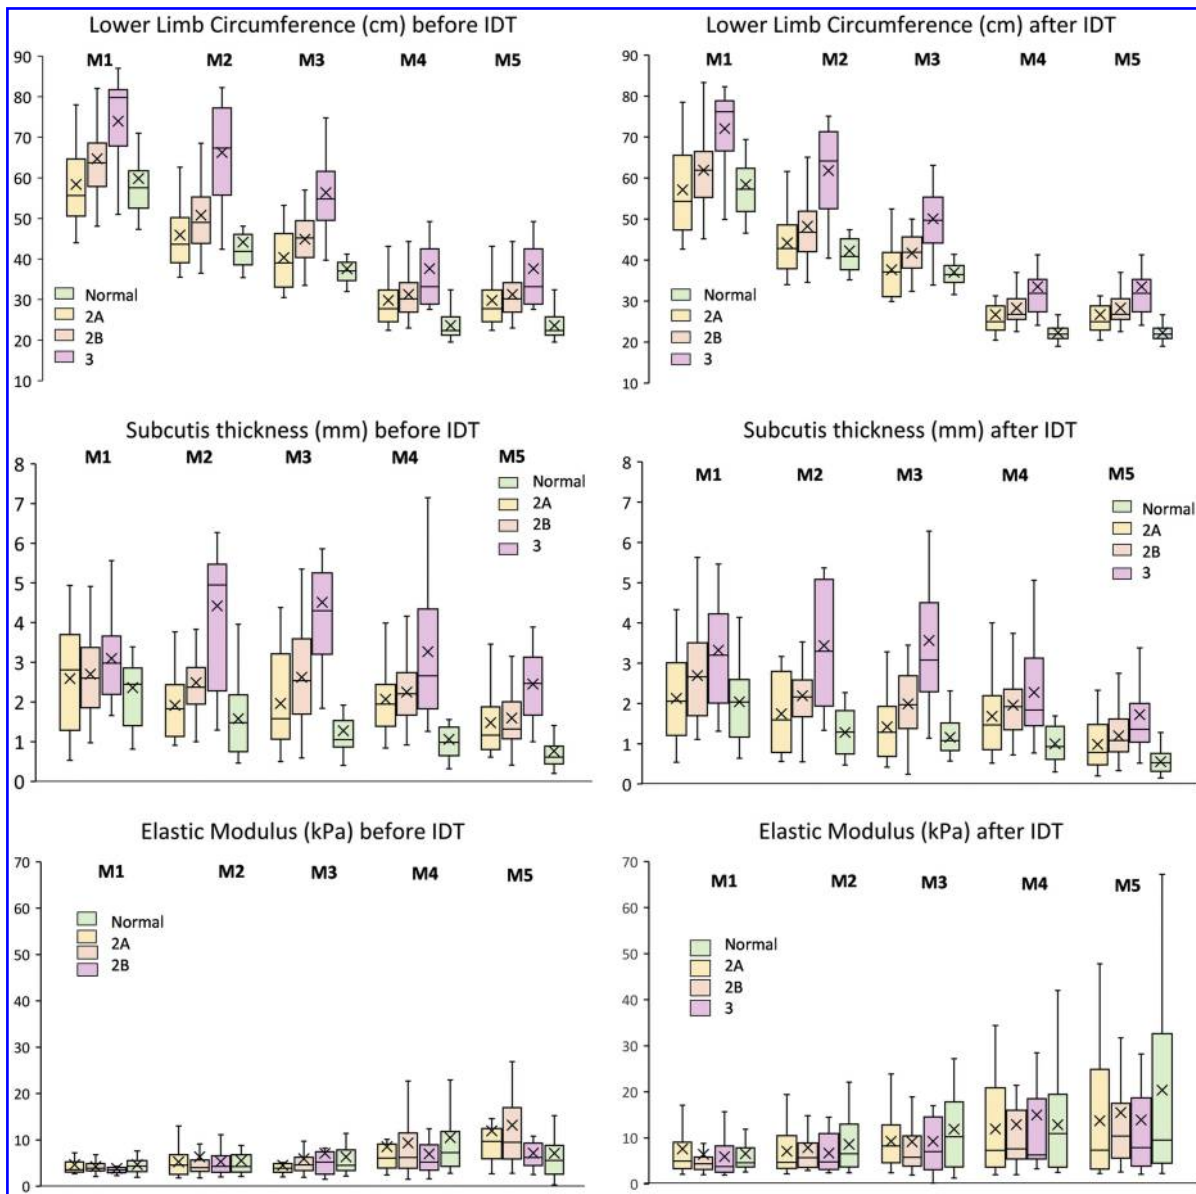 Lower Limb Circumference (cm) before IDT
M1 M2 M3 M4 M5
90
80
70
60
50
40
30
20
10
Normal
2A
2B
3
Lower Limb Circumference (cm) after IDT
M1 M2 M3 M4 M5
90
80
70
60
50
40
30
20
10
Normal
2A
2B
3
Subcutis thickness (mm) before IDT
M1 M2 M3 M4 M5
8
7
6
5
4
3
2
1
0
Normal
2A
2B
3
Subcutis thickness (mm) after IDT
M1 M2 M3 M4 M5
8
7
6
5
4
3
2
1
0
Normal
2A
2B
3
Elastic Modulus (kPa) before IDT
M1 M2 M3 M4 M5
70
60
50
40
30
20
10
0
Normal
2A
2B
Elastic Modulus (kPa) after IDT
M1 M2 M3 M4 M5
70
60
50
40
30
20
10
0
Normal
2A
2B
3